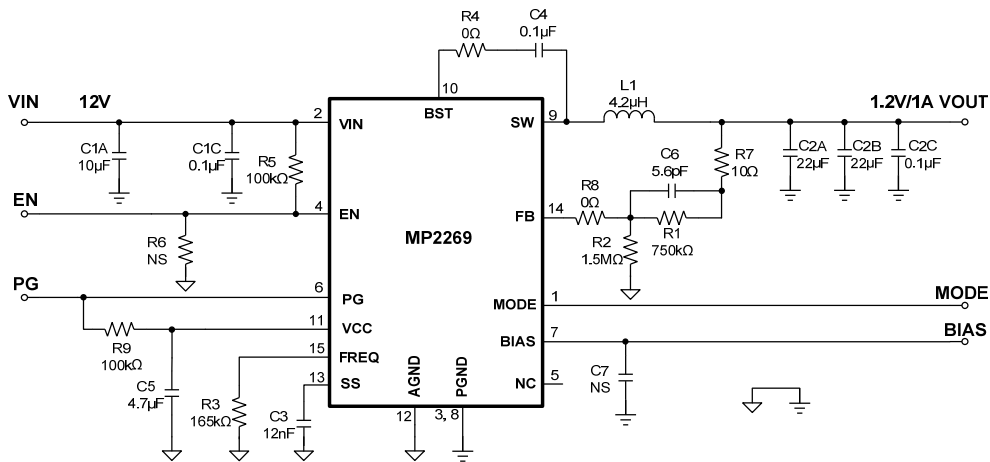 R4
0Ω
C4
0.1µF
10
BST
VIN
12V
2
VIN
SW
9
L1
4.2µH
1.2V/1A VOUT
C1A
10µF
C1C
0.1µF
R5
100kΩ
C6
5.6pF
R7
10Ω
C2A
22µF
C2B
22µF
C2C
0.1µF
EN
4
EN
R6
NS
MP2269
FB
14
R8
0Ω
R2
1.5MΩ
R1
750kΩ
PG
6
PG
MODE
1
MODE
R9
100kΩ
11
VCC
BIAS
7
BIAS
15
FREQ
C5
4.7µF
R3
165kΩ
13
SS
C3
12nF
AGND
12
PGND
3, 8
NC
5
C7
NS